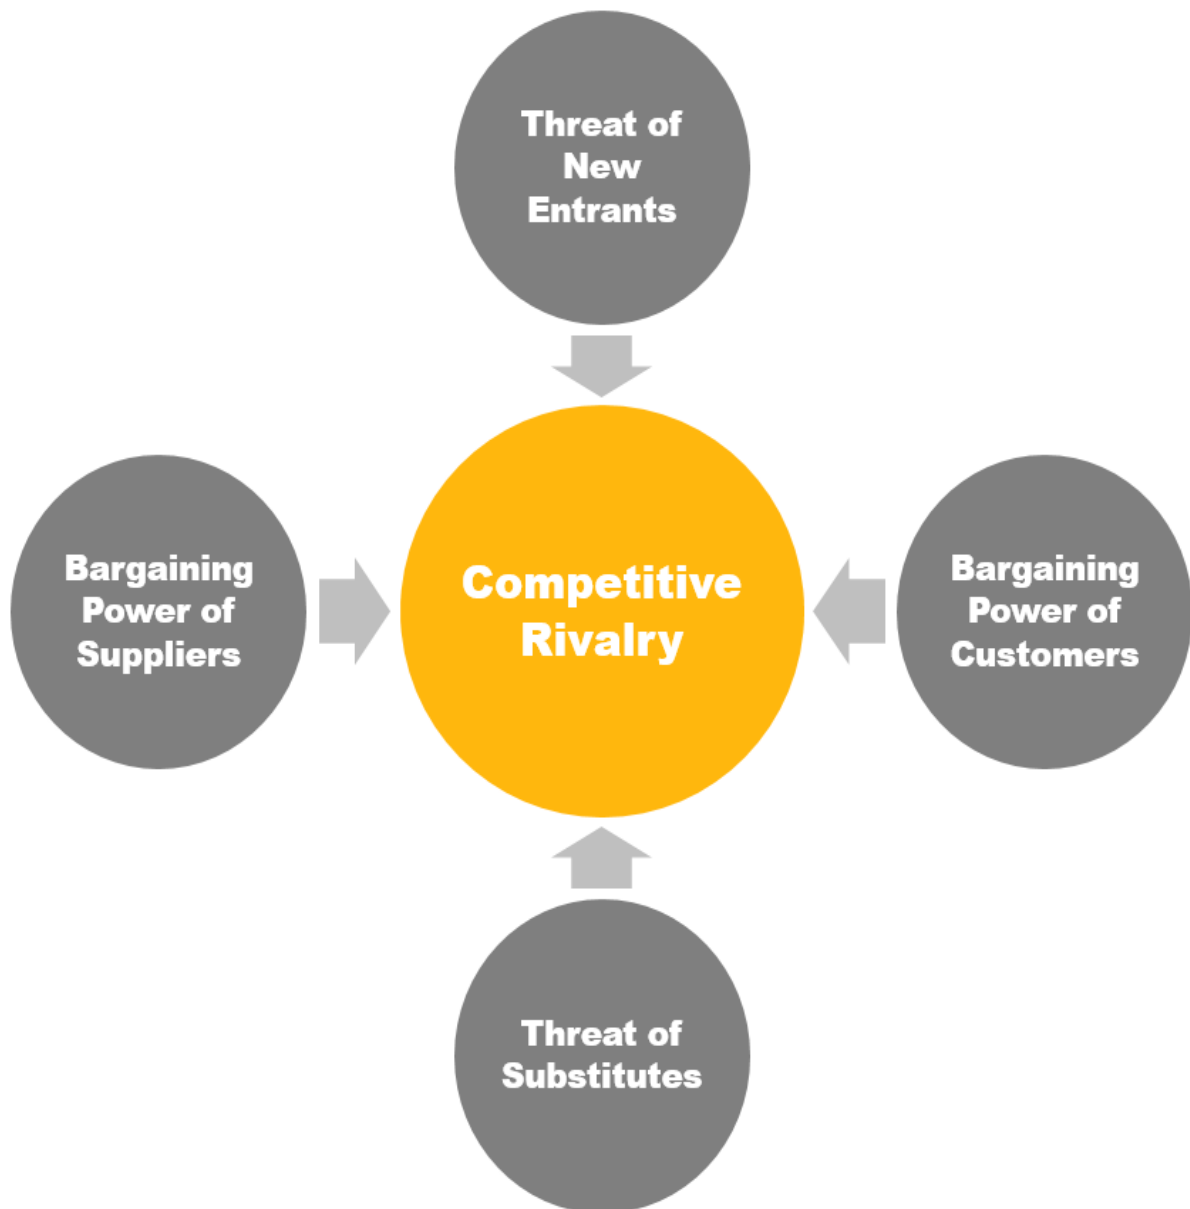 Threat of
New
Entrants
Bargaining
Power of
Suppliers
Competitive
Rivalry
Bargaining
Power of
Customers
Threat of
Substitutes